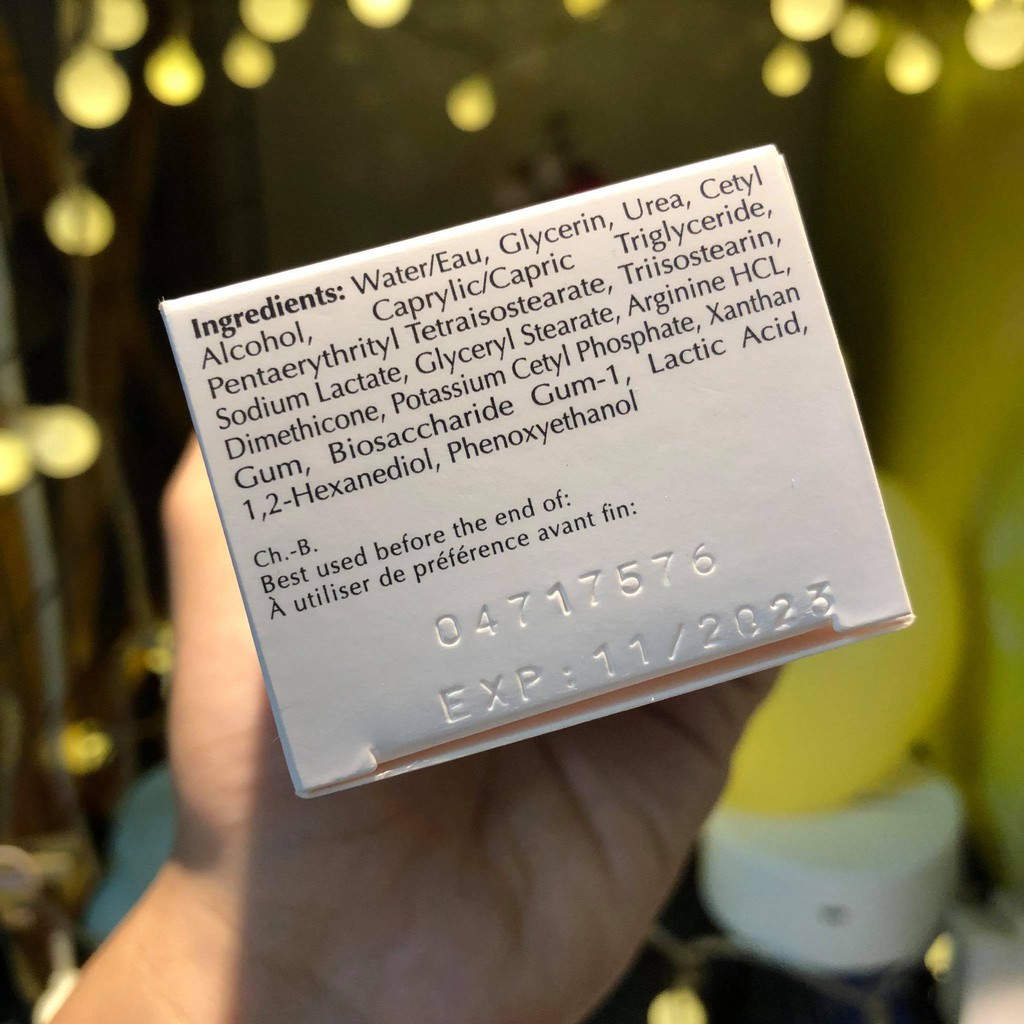 Ingredients: Water/Eau, Glycerin, Urea, Cetyl
Alcohol, Caprylic/Capric Triglyceride,
Pentaerythrityl Tetraisostearate, Triisostearin,
Sodium Lactate, Glyceryl Stearate, Arginine HCL,
Dimethicone, Potassium Cetyl Phosphate, Xanthan
Gum, Biosaccharide Gum-1, Lactic Acid,
1,2-Hexanediol, Phenoxyethanol
Ch.-B.
Best used before the end of:
À utiliser de préférence avant fin:
04717576
EXP: 11/2023